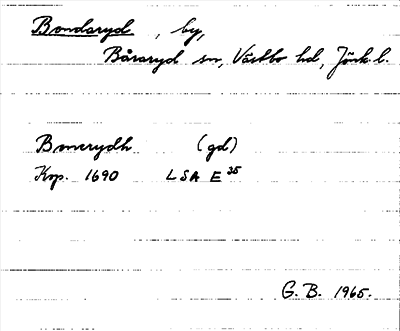 Bondaryd , by,
Båraryd sn, Västbo hd, Jönk. l.
Bonerydh (gd)
Kop. 1690 LSA E 35
G. B. 1965.